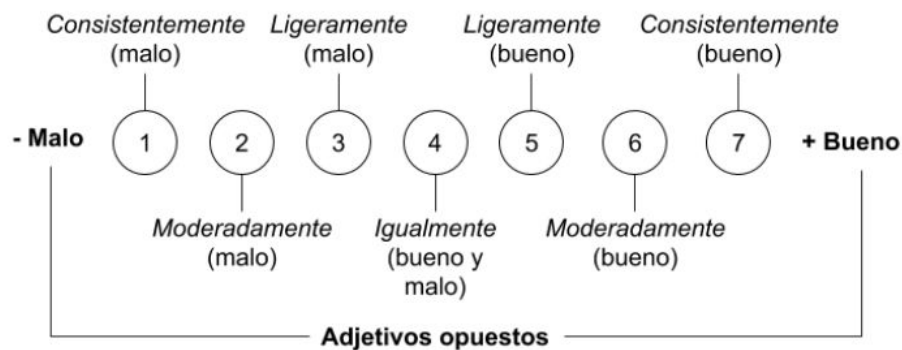 Consistentemente
(malo)
Ligeramente
(malo)
Ligeramente
(bueno)
Consistentemente
(bueno)
- Malo 1 2 3 4 5 6 7 + Bueno
Moderadamente
(malo)
Igualmente
(bueno y
malo)
Moderadamente
(bueno)
Adjetivos opuestos